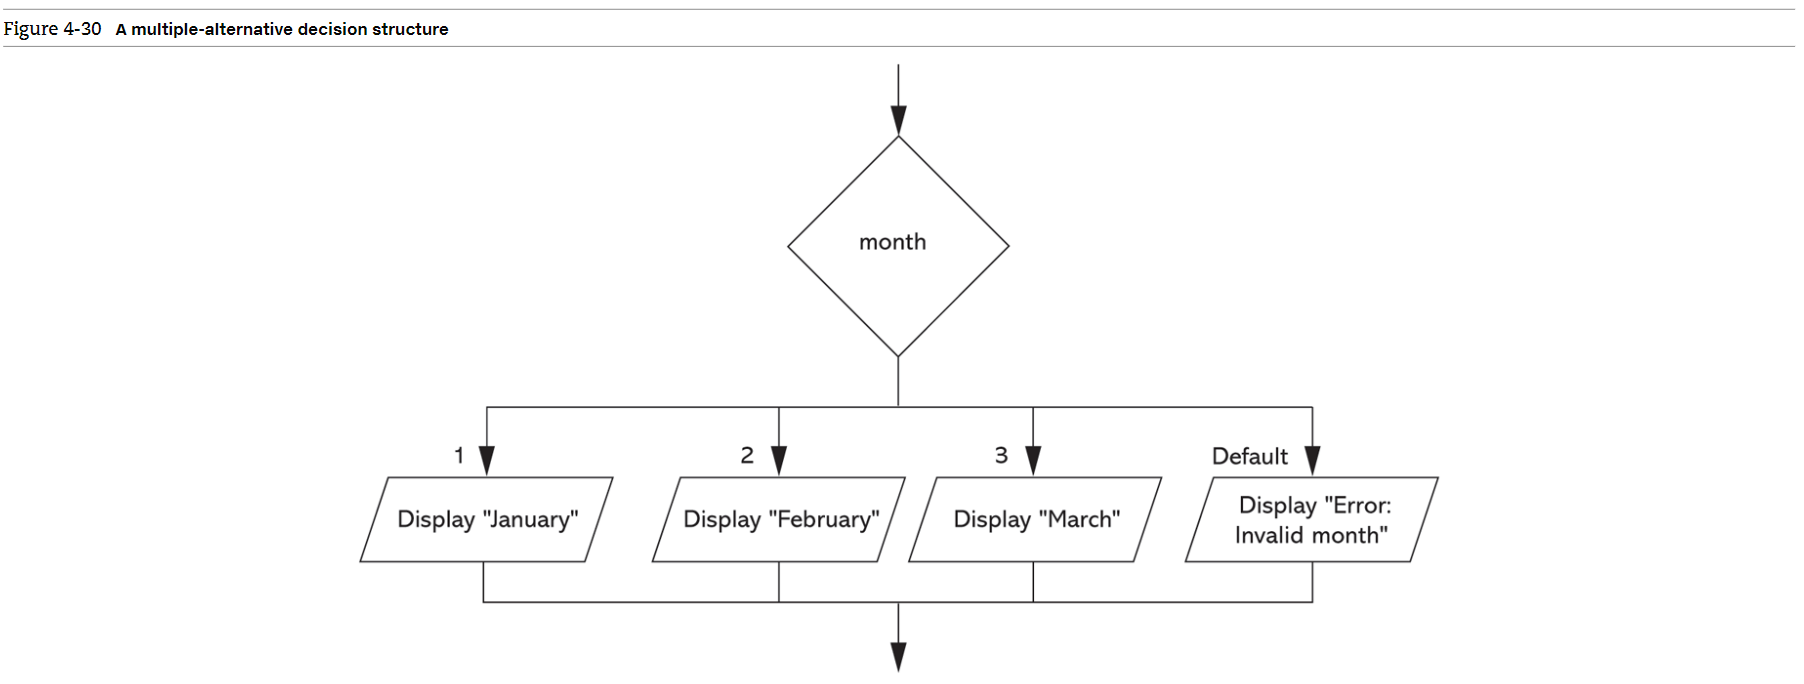 Figure 4-30 A multiple-alternative decision structure
month
1
2
3
Default
Display "January"
Display "February"
Display "March"
Display "Error:
Invalid month"